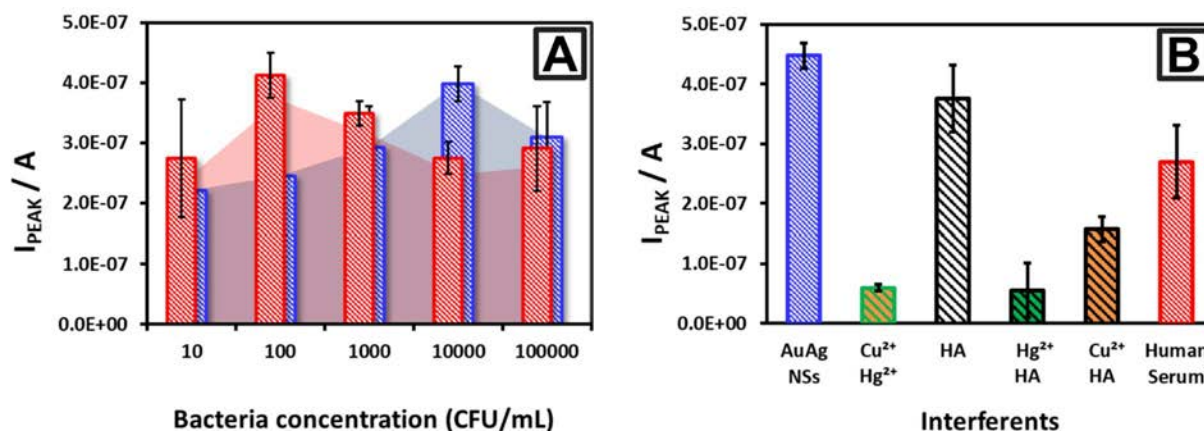 A
5.0E-07
4.0E-07
3.0E-07
2.0E-07
1.0E-07
0.0E+00
I_PEAK / A
10 100 1000 10000 100000
Bacteria concentration (CFU/mL)
B
5.0E-07
4.0E-07
3.0E-07
2.0E-07
1.0E-07
0.0E+00
I_PEAK / A
AuAg Cu²⁺ HA Hg²⁺ Cu²⁺ Human
NSs Hg²⁺ HA HA Serum
Interferents